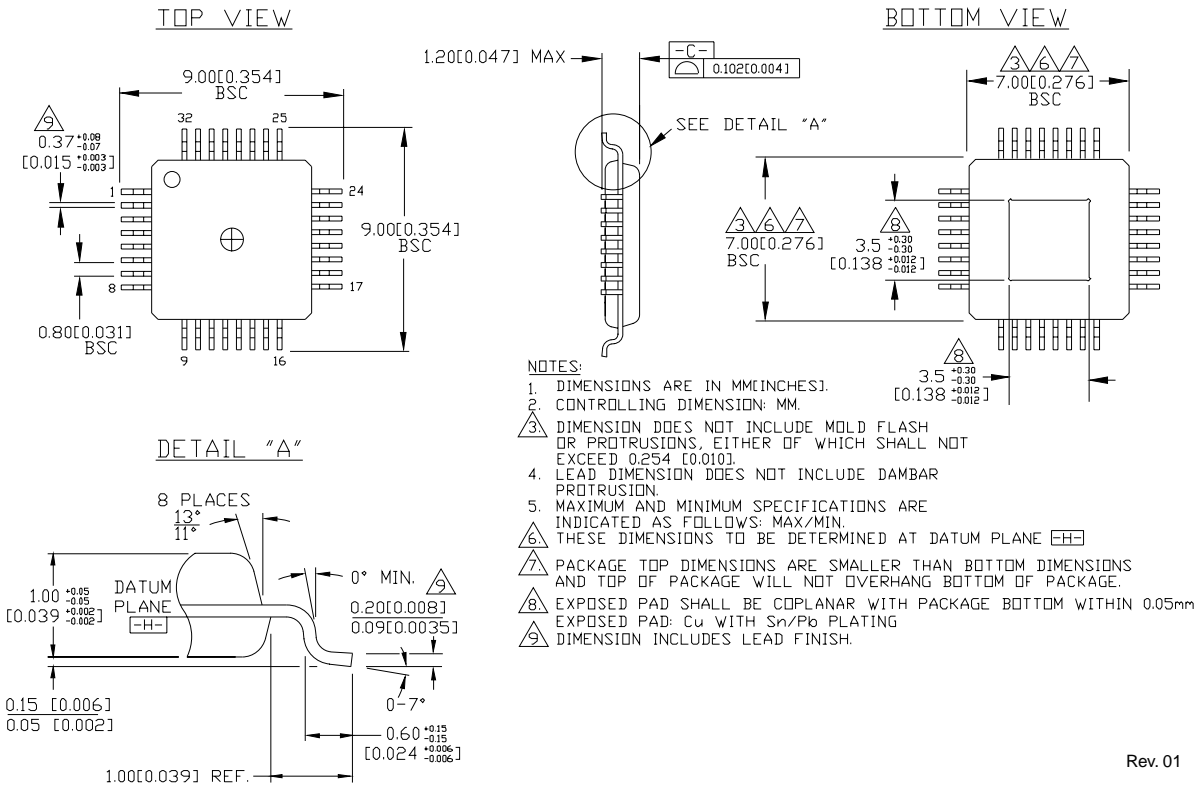 TOP VIEW
BOTTOM VIEW
9.00[0.354]
BSC
9
0.37 +0.08 -0.07
[0.015 +0.003 -0.003]
32
25
1
24
8
17
9
16
9.00[0.354]
BSC
0.80[0.031]
BSC
1.20[0.047] MAX
-C-
0.102[0.004]
SEE DETAIL "A"
3 6 7
7.00[0.276]
BSC
3 6 7
7.00[0.276]
BSC
8
3.5 +0.30 -0.30
[0.138 +0.012 -0.012]
8
3.5 +0.30 -0.30
[0.138 +0.012 -0.012]
NOTES:
1. DIMENSIONS ARE IN MM[INCHES].
2. CONTROLLING DIMENSION: MM.
3. DIMENSION DOES NOT INCLUDE MOLD FLASH
OR PROTRUSIONS, EITHER OF WHICH SHALL NOT
EXCEED 0.254 [0.010].
4. LEAD DIMENSION DOES NOT INCLUDE DAMBAR
PROTRUSION.
5. MAXIMUM AND MINIMUM SPECIFICATIONS ARE
INDICATED AS FOLLOWS: MAX/MIN.
6. THESE DIMENSIONS TO BE DETERMINED AT DATUM PLANE -H-
7. PACKAGE TOP DIMENSIONS ARE SMALLER THAN BOTTOM DIMENSIONS
AND TOP OF PACKAGE WILL NOT OVERHANG BOTTOM OF PACKAGE.
8. EXPOSED PAD SHALL BE COPLANAR WITH PACKAGE BOTTOM WITHIN 0.05mm
EXPOSED PAD: Cu WITH Sn/Pb PLATING
9. DIMENSION INCLUDES LEAD FINISH.
DETAIL "A"
8 PLACES
13°
11°
1.00 +0.05 -0.05
[0.039 +0.002 -0.002]
DATUM
PLANE
-H-
0° MIN.
9
0.20[0.008]
0.09[0.0035]
0-7°
0.15 [0.006]
0.05 [0.002]
0.60 +0.15 -0.15
[0.024 +0.006 -0.006]
1.00[0.039] REF.
Rev. 01